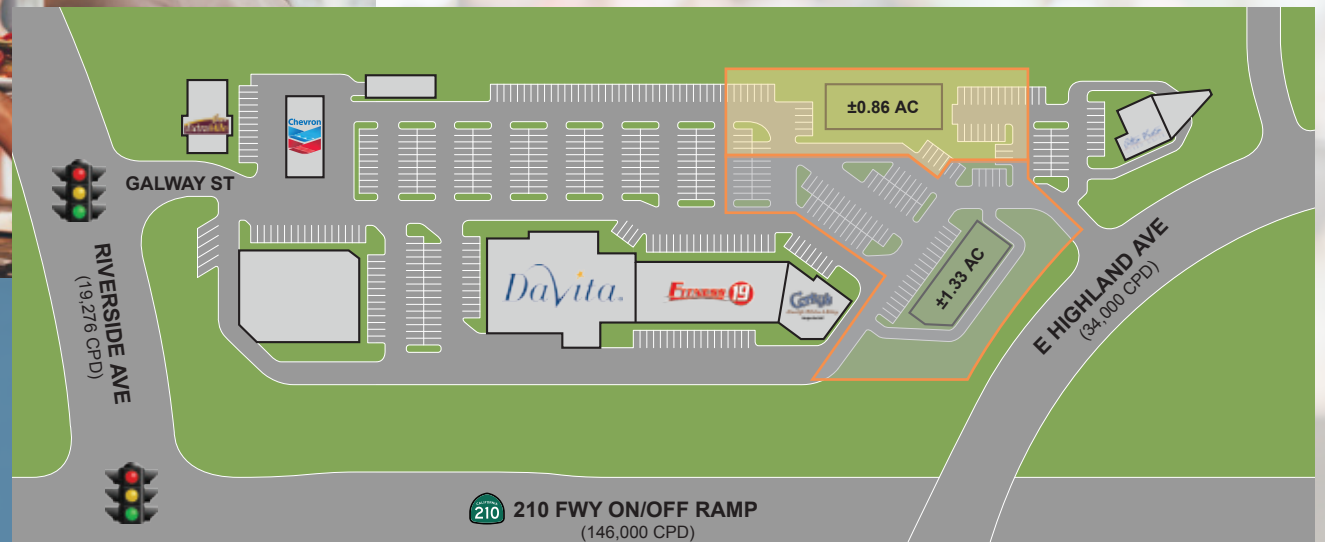 Chevron
±0.86 AC
GALWAY ST
RIVERSIDE AVE
(19,276 CPD)
DaVita.
FITNESS 19
±1.33 AC
E HIGHLAND AVE
(34,000 CPD)
CALIFORNIA
210
210 FWY ON/OFF RAMP
(146,000 CPD)